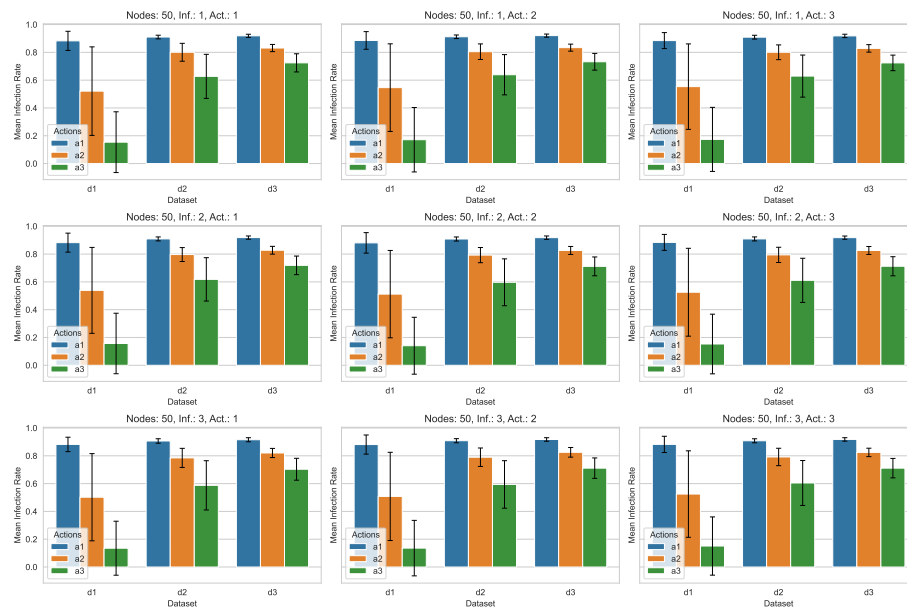 Nodes: 50, Inf.: 1, Act.: 1
Nodes: 50, Inf.: 1, Act.: 2
Nodes: 50, Inf.: 1, Act.: 3
Mean Infection Rate
1.0
0.8
0.6
0.4
0.2
0.0
Actions
a1
a2
a3
d1
d2
d3
Dataset
Mean Infection Rate
Actions
a1
a2
a3
d1
d2
d3
Dataset
Mean Infection Rate
Actions
a1
a2
a3
d1
d2
d3
Dataset
Nodes: 50, Inf.: 2, Act.: 1
Nodes: 50, Inf.: 2, Act.: 2
Nodes: 50, Inf.: 2, Act.: 3
Mean Infection Rate
1.0
0.8
0.6
0.4
0.2
0.0
Actions
a1
a2
a3
d1
d2
d3
Dataset
Mean Infection Rate
Actions
a1
a2
a3
d1
d2
d3
Dataset
Mean Infection Rate
Actions
a1
a2
a3
d1
d2
d3
Dataset
Nodes: 50, Inf.: 3, Act.: 1
Nodes: 50, Inf.: 3, Act.: 2
Nodes: 50, Inf.: 3, Act.: 3
Mean Infection Rate
1.0
0.8
0.6
0.4
0.2
0.0
Actions
a1
a2
a3
d1
d2
d3
Dataset
Mean Infection Rate
Actions
a1
a2
a3
d1
d2
d3
Dataset
Mean Infection Rate
Actions
a1
a2
a3
d1
d2
d3
Dataset